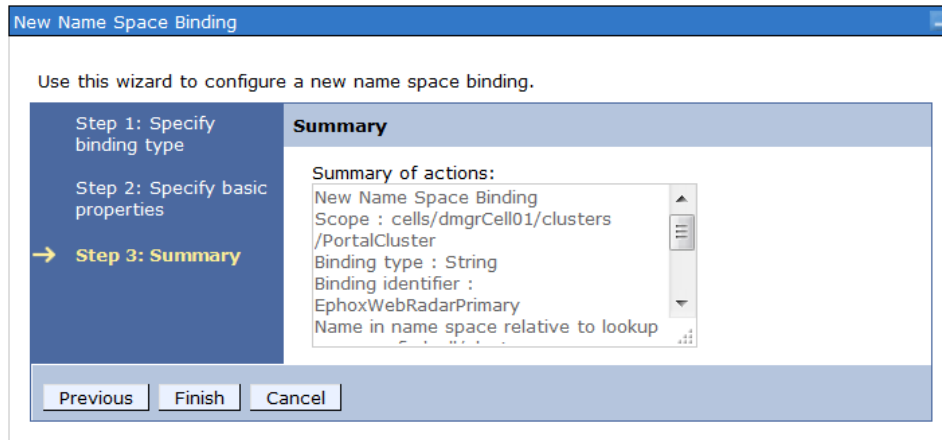 New Name Space Binding
Use this wizard to configure a new name space binding.
Step 1: Specify
binding type
Step 2: Specify basic
properties
Step 3: Summary
Summary
Summary of actions:
New Name Space Binding
Scope : cells/dmgrCell01/clusters
/PortalCluster
Binding type : String
Binding identifier :
EphoxWebRadarPrimary
Name in name space relative to lookup
Previous
Finish
Cancel